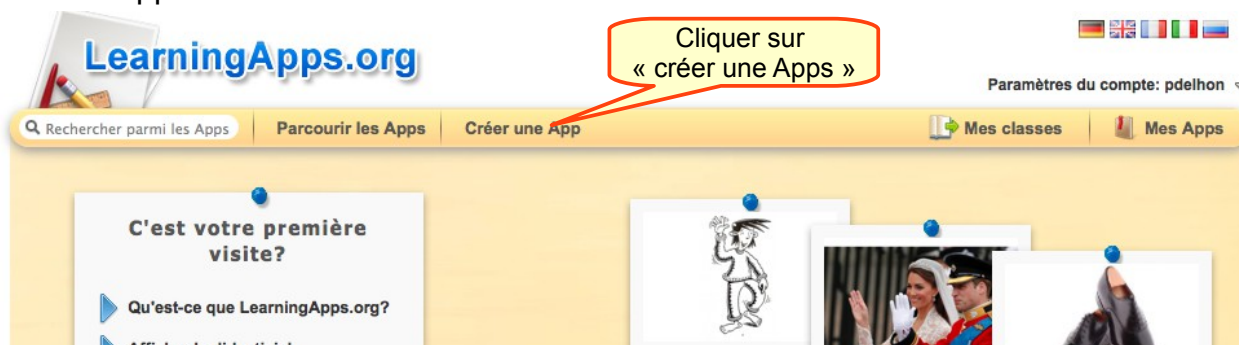 LearningApps.org
Cliquer sur
« créer une Apps »
Paramètres du compte: pdelhon
Rechercher parmi les Apps
Parcourir les Apps
Créer une App
Mes classes
Mes Apps
C'est votre première
visite?
Qu'est-ce que LearningApps.org?